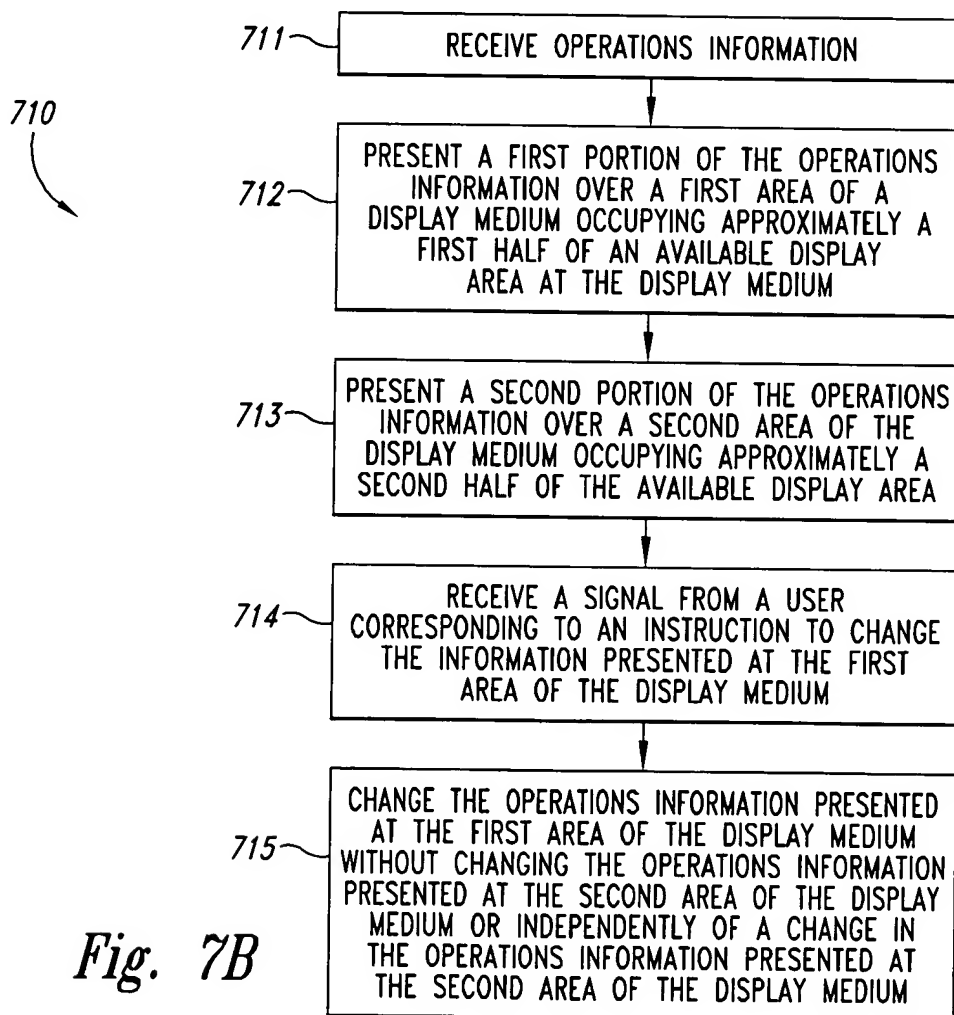 711
RECEIVE OPERATIONS INFORMATION
710
712
PRESENT A FIRST PORTION OF THE OPERATIONS
INFORMATION OVER A FIRST AREA OF A
DISPLAY MEDIUM OCCUPYING APPROXIMATELY A
FIRST HALF OF AN AVAILABLE DISPLAY
AREA AT THE DISPLAY MEDIUM
713
PRESENT A SECOND PORTION OF THE OPERATIONS
INFORMATION OVER A SECOND AREA OF THE
DISPLAY MEDIUM OCCUPYING APPROXIMATELY A
SECOND HALF OF THE AVAILABLE DISPLAY AREA
714
RECEIVE A SIGNAL FROM A USER
CORRESPONDING TO AN INSTRUCTION TO CHANGE
THE INFORMATION PRESENTED AT THE FIRST
AREA OF THE DISPLAY MEDIUM
715
CHANGE THE OPERATIONS INFORMATION PRESENTED
AT THE FIRST AREA OF THE DISPLAY MEDIUM
WITHOUT CHANGING THE OPERATIONS INFORMATION
PRESENTED AT THE SECOND AREA OF THE DISPLAY
MEDIUM OR INDEPENDENTLY OF A CHANGE IN
THE OPERATIONS INFORMATION PRESENTED AT
THE SECOND AREA OF THE DISPLAY MEDIUM
Fig. 7B